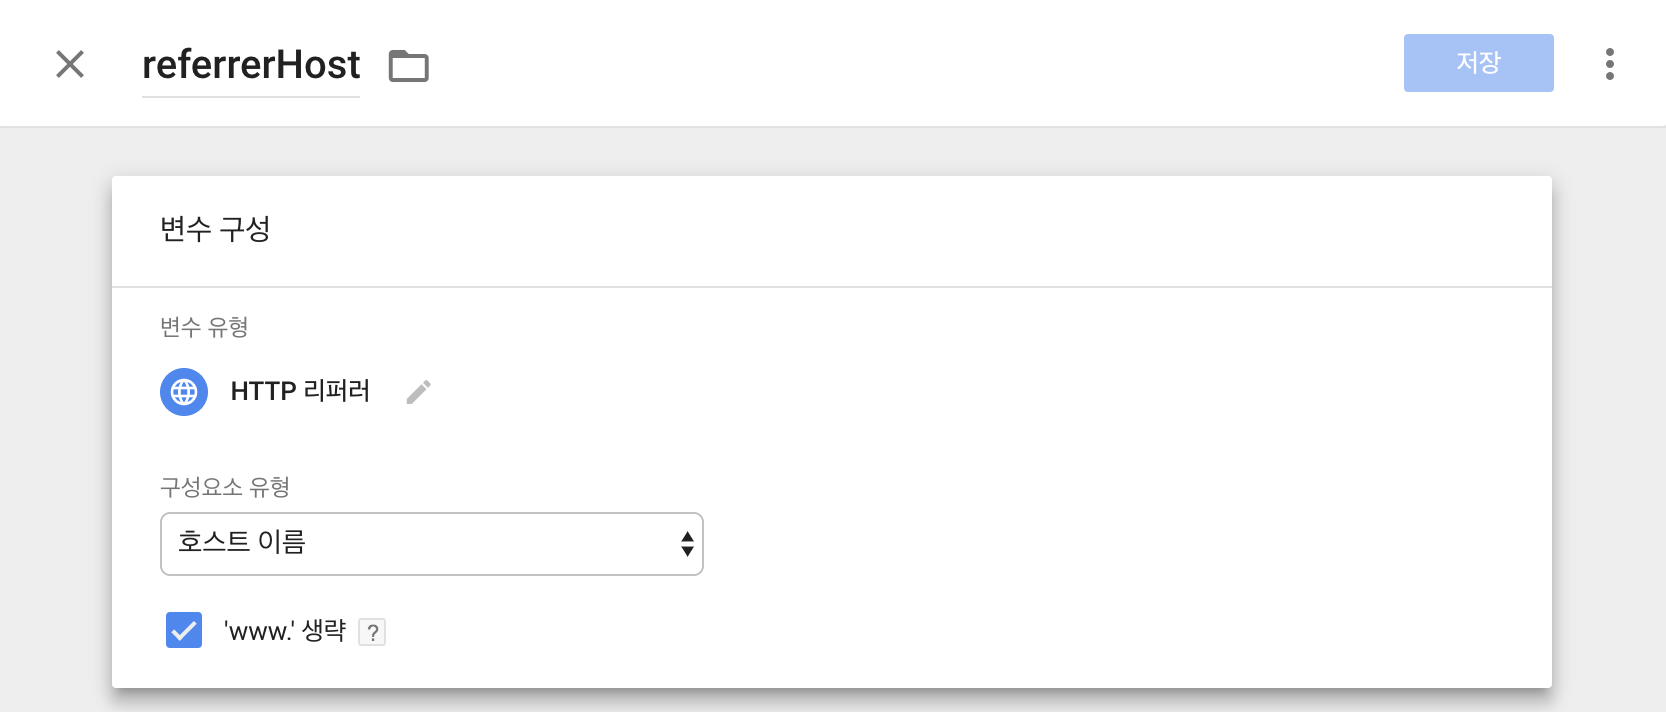 referrerHost
저장
변수 구성
변수 유형
HTTP 리퍼러
구성요소 유형
호스트 이름
'www.' 생략 ?